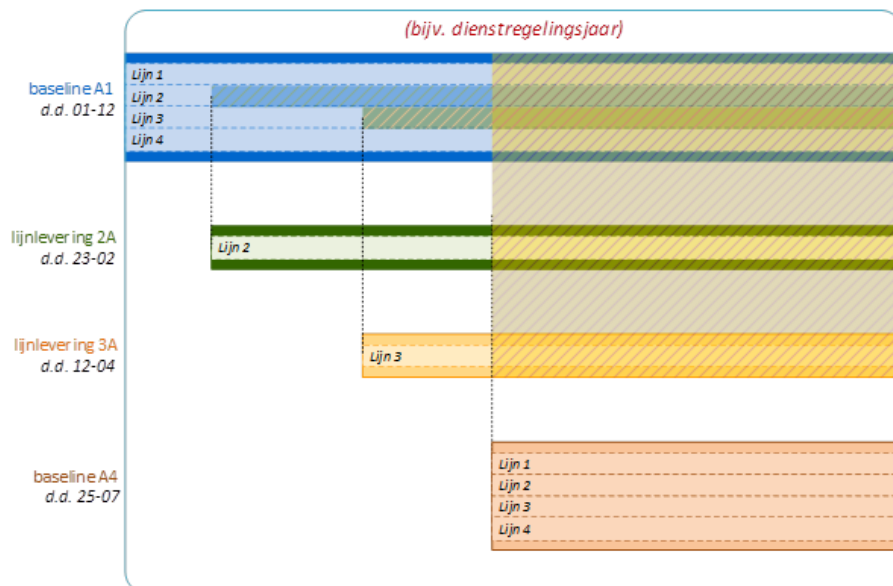 (bijv. dienstregelingsjaar)
baseline A1
d.d. 01-12
Lijn 1
Lijn 2
Lijn 3
Lijn 4
lijnlevering 2A
d.d. 23-02
Lijn 2
lijnlevering 3A
d.d. 12-04
Lijn 3
baseline A4
d.d. 25-07
Lijn 1
Lijn 2
Lijn 3
Lijn 4